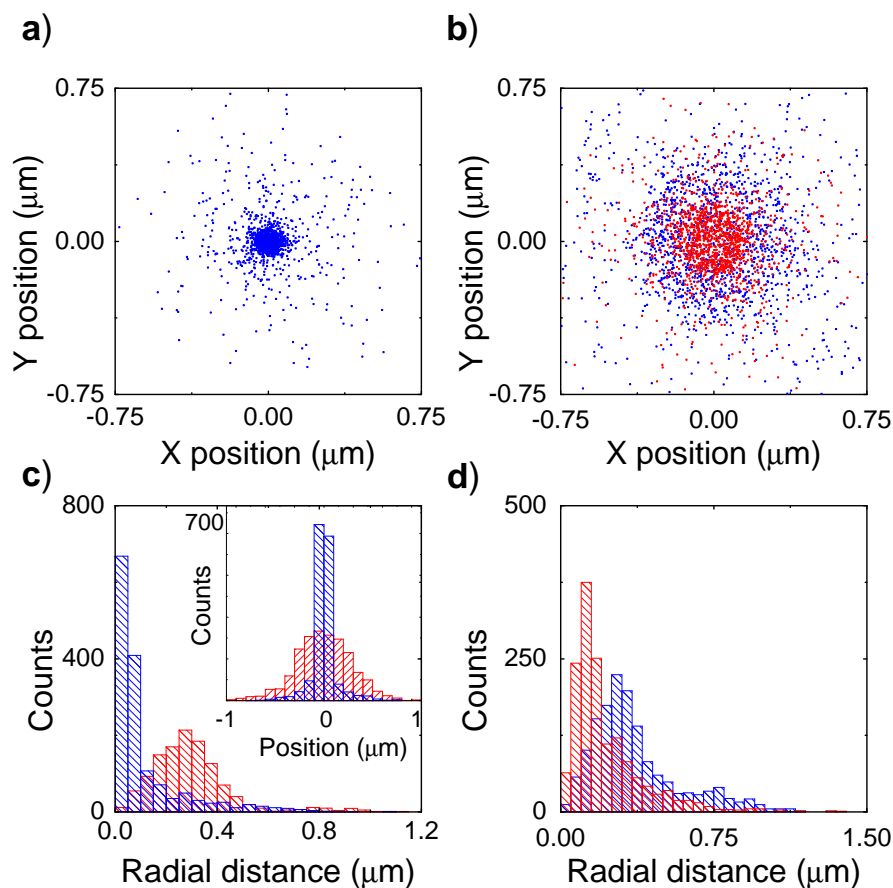 a)
b)
0.75
0.00
-0.75
Y position (μm)
-0.75
0.00
0.75
X position (μm)
0.75
0.00
-0.75
Y position (μm)
-0.75
0.00
0.75
X position (μm)
c)
d)
800
400
0
Counts
0.0
0.4
0.8
1.2
Radial distance (μm)
700
Counts
-1
0
1
Position (μm)
500
250
0
Counts
0.00
0.75
1.50
Radial distance (μm)